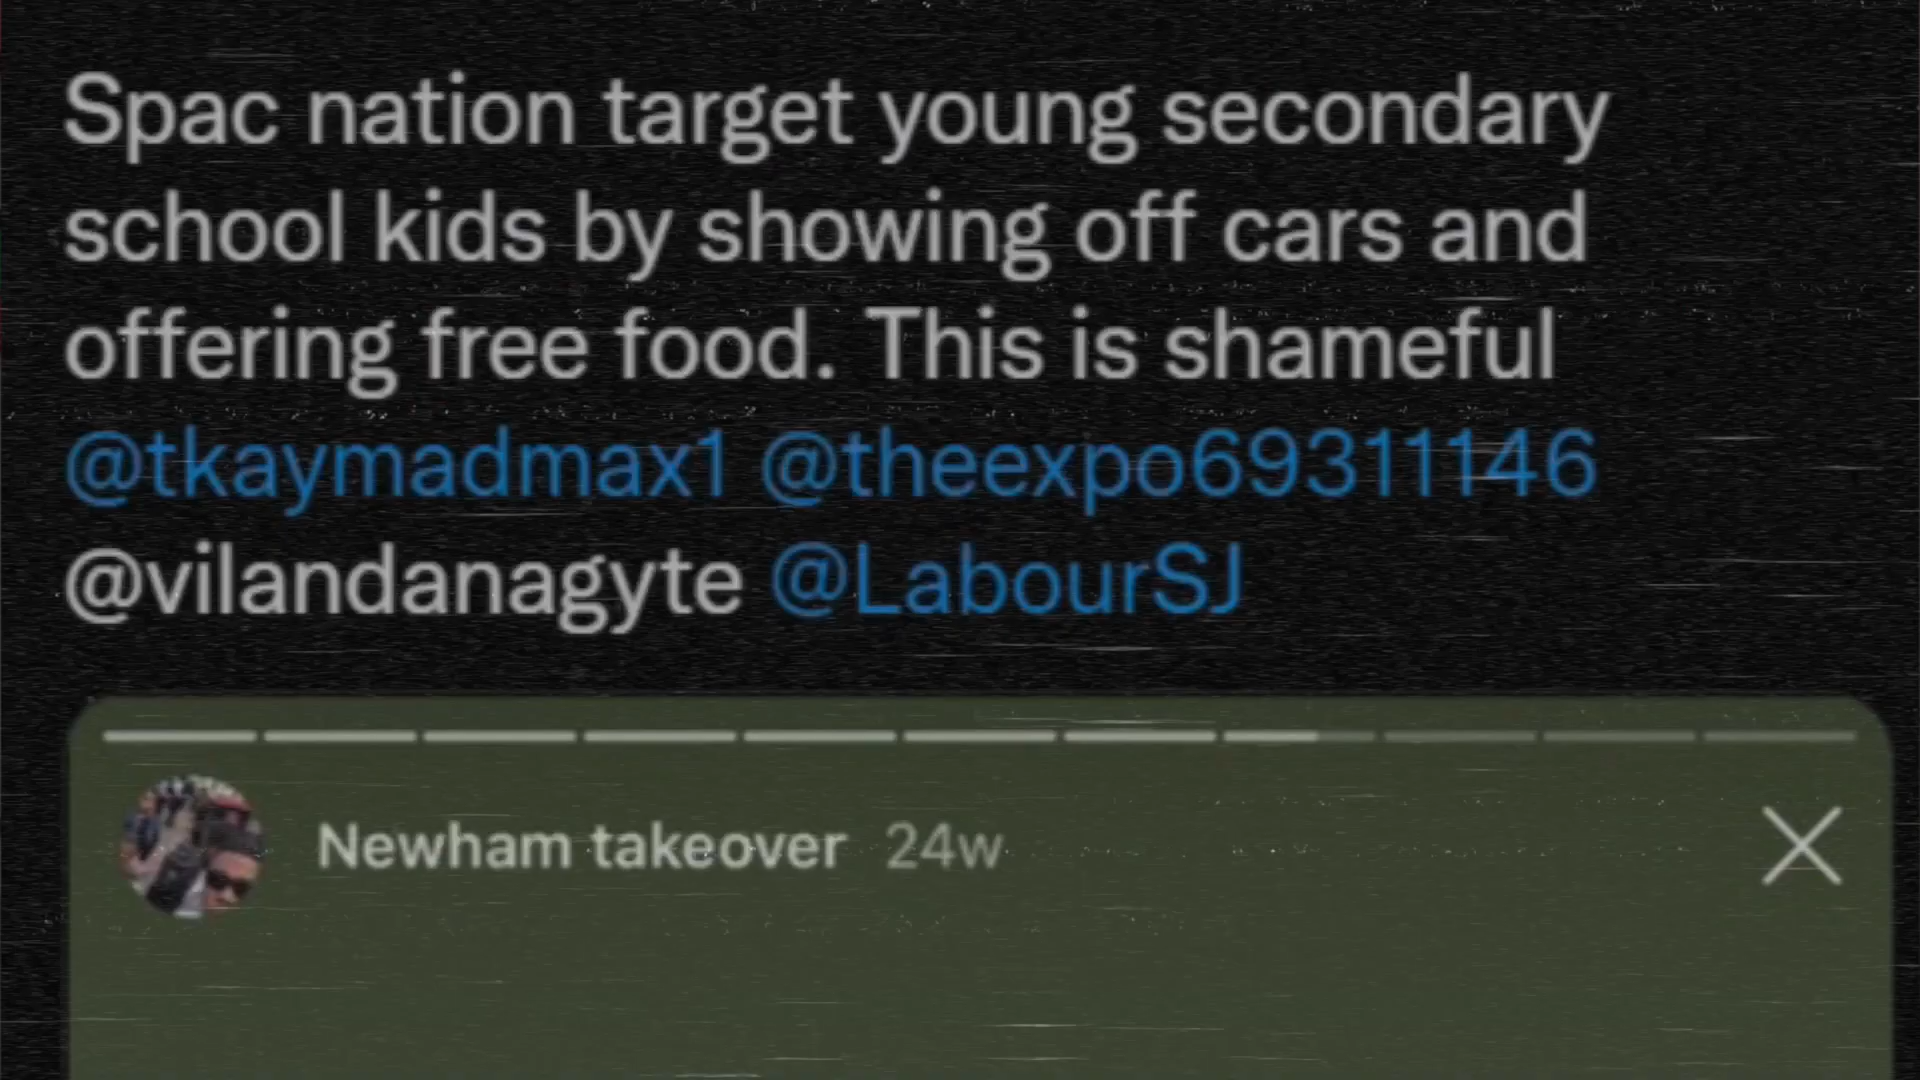 Spac nation target young secondary
school kids by showing off cars and
offering free food. This is shameful
@tkaymadmax1 @theexpo69311146
@vilandanagyte @LabourSJ
Newham takeover 24w